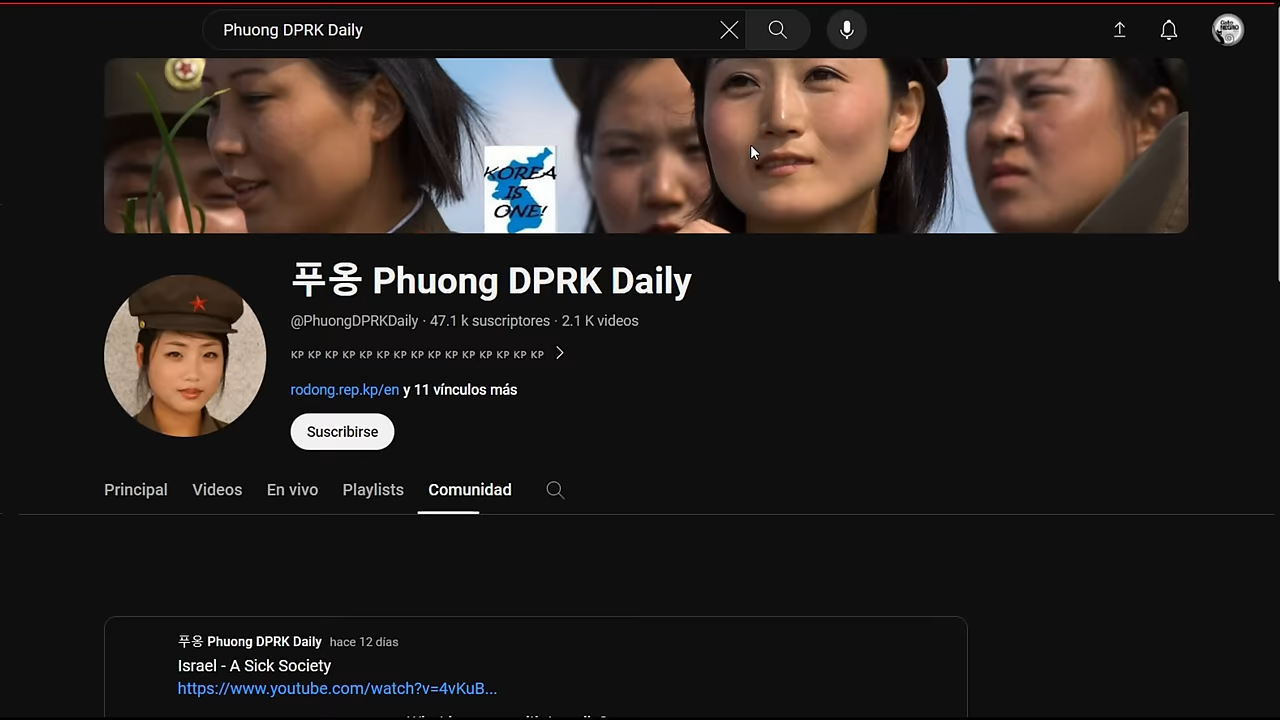 Phuong DPRK Daily
KOREA
IS
ONE!
푸옹 Phuong DPRK Daily
@PhuongDPRKDaily · 47.1 k suscriptores · 2.1 K videos
KP KP KP KP KP KP KP KP KP KP KP KP KP KP KP
rodong.rep.kp/en y 11 vínculos más
Suscribirse
Principal Videos En vivo Playlists Comunidad
푸옹 Phuong DPRK Daily hace 12 días
Israel - A Sick Society
https://www.youtube.com/watch?v=4vKuB...